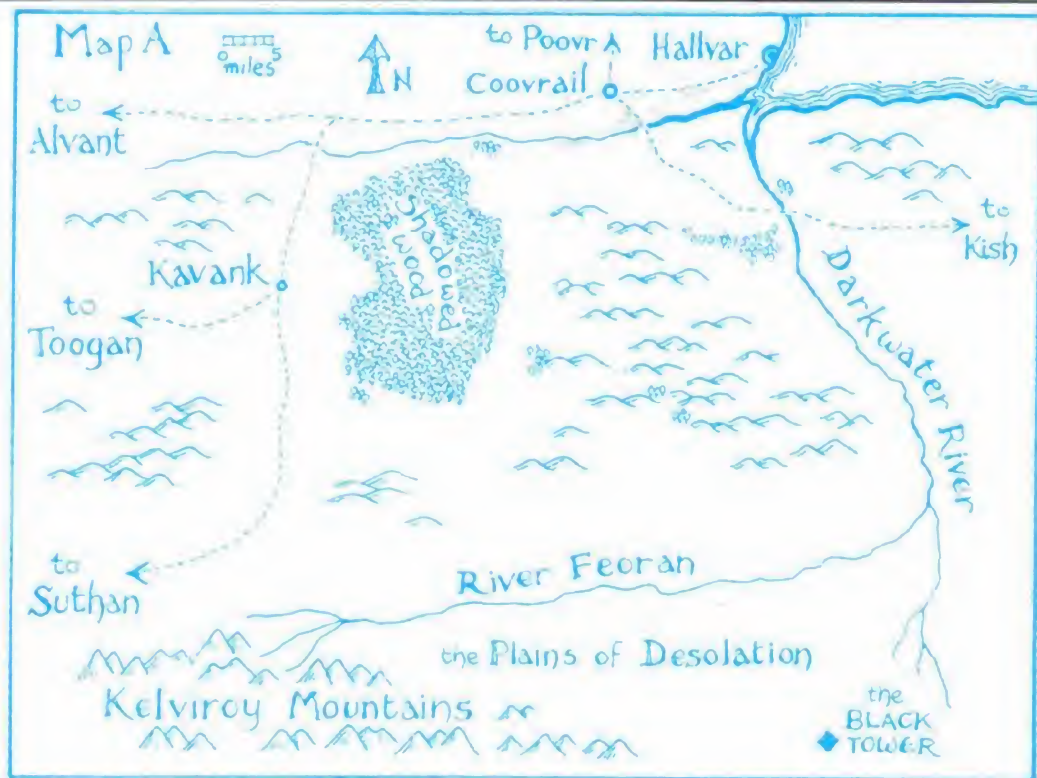 Map A
0 5
miles
N
to Poovr
Coovrail
Hallvar
to
Alvant
Shadowed
Wood
to
Kish
Kavank
to
Toogan
Darkwater River
to
Suthan
River Feoran
the Plains of Desolation
Kelviroy Mountains
the
BLACK
TOWER